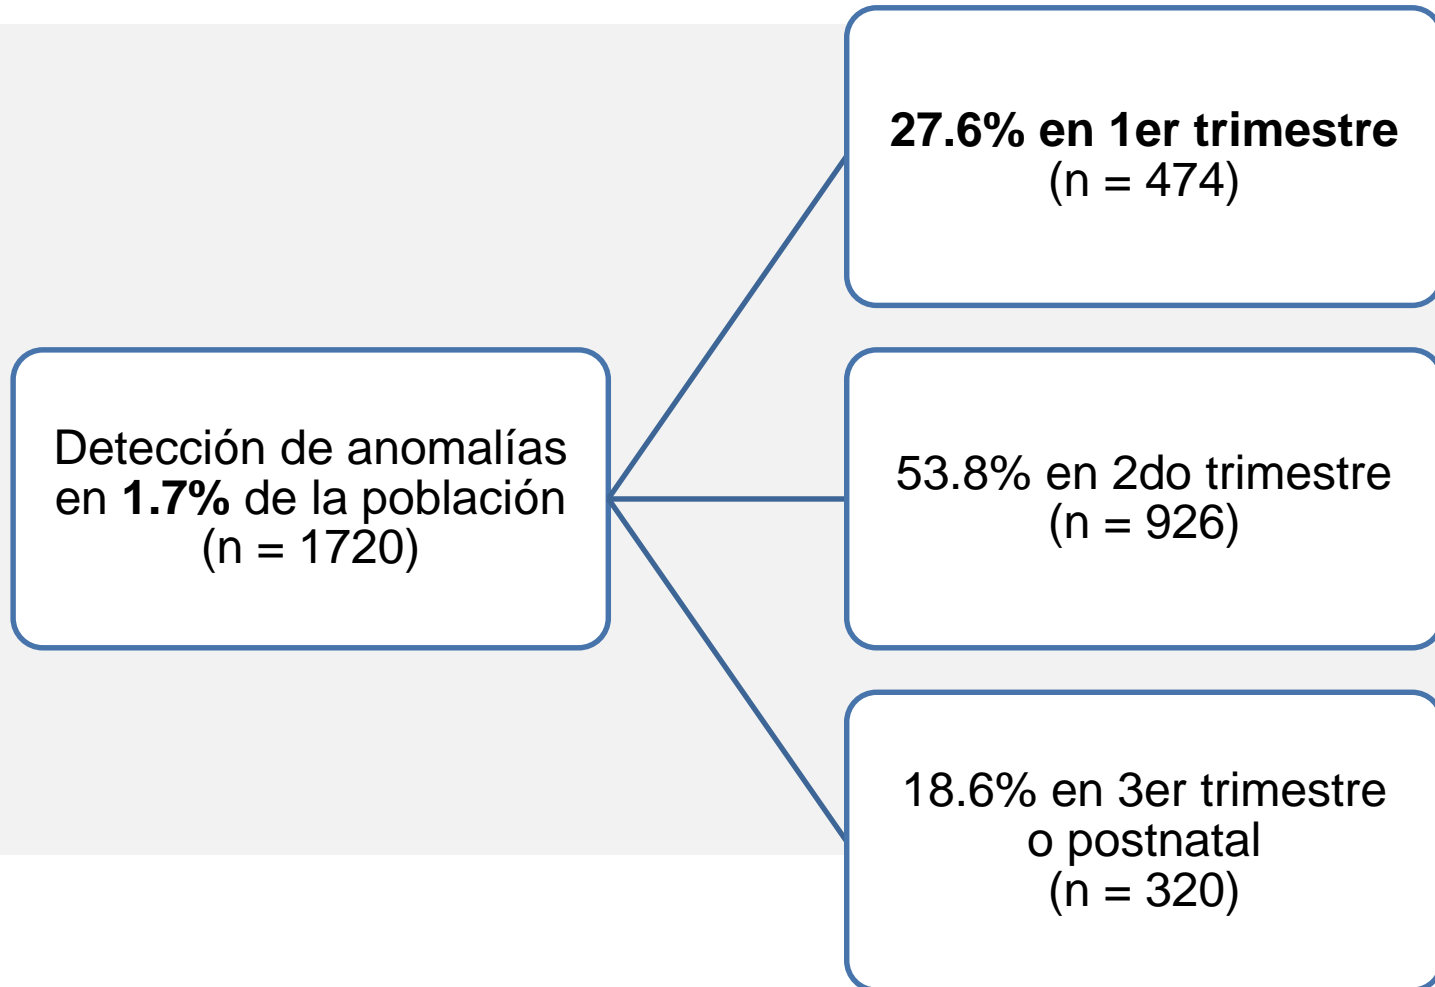 27.6% en 1er trimestre
(n = 474)
Detección de anomalías
en 1.7% de la población
(n = 1720)
53.8% en 2do trimestre
(n = 926)
18.6% en 3er trimestre
o postnatal
(n = 320)